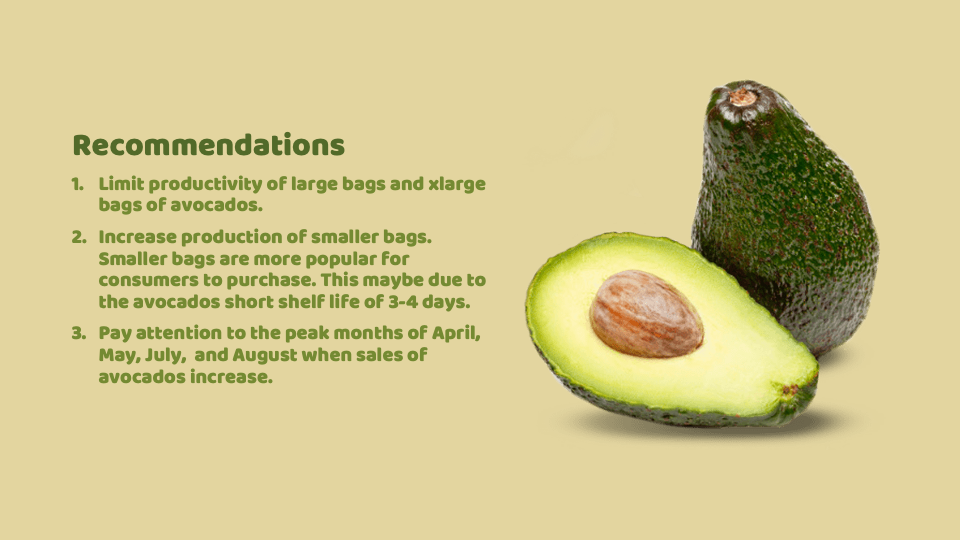 Recommendations
1. Limit productivity of large bags and xlarge
bags of avocados.
2. Increase production of smaller bags.
Smaller bags are more popular for
consumers to purchase. This maybe due to
the avocados short shelf life of 3-4 days.
3. Pay attention to the peak months of April,
May, July,  and August when sales of
avocados increase.